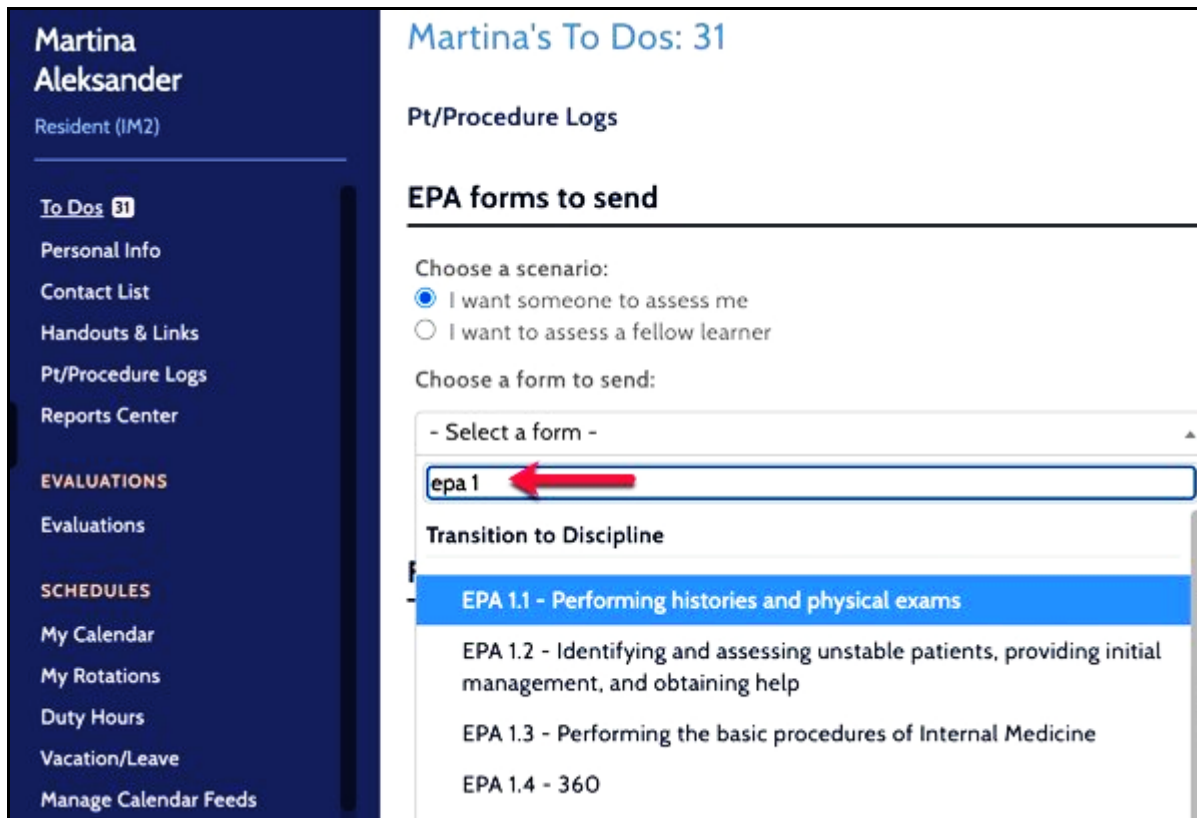 Martina
Aleksander
Resident (IM2)
To Dos 31
Personal Info
Contact List
Handouts & Links
Pt/Procedure Logs
Reports Center
EVALUATIONS
Evaluations
SCHEDULES
My Calendar
My Rotations
Duty Hours
Vacation/Leave
Manage Calendar Feeds
Martina's To Dos: 31
Pt/Procedure Logs
EPA forms to send
Choose a scenario:
I want someone to assess me
I want to assess a fellow learner
Choose a form to send:
- Select a form -
epa 1
Transition to Discipline
EPA 1.1 - Performing histories and physical exams
EPA 1.2 - Identifying and assessing unstable patients, providing initial
management, and obtaining help
EPA 1.3 - Performing the basic procedures of Internal Medicine
EPA 1.4 - 360